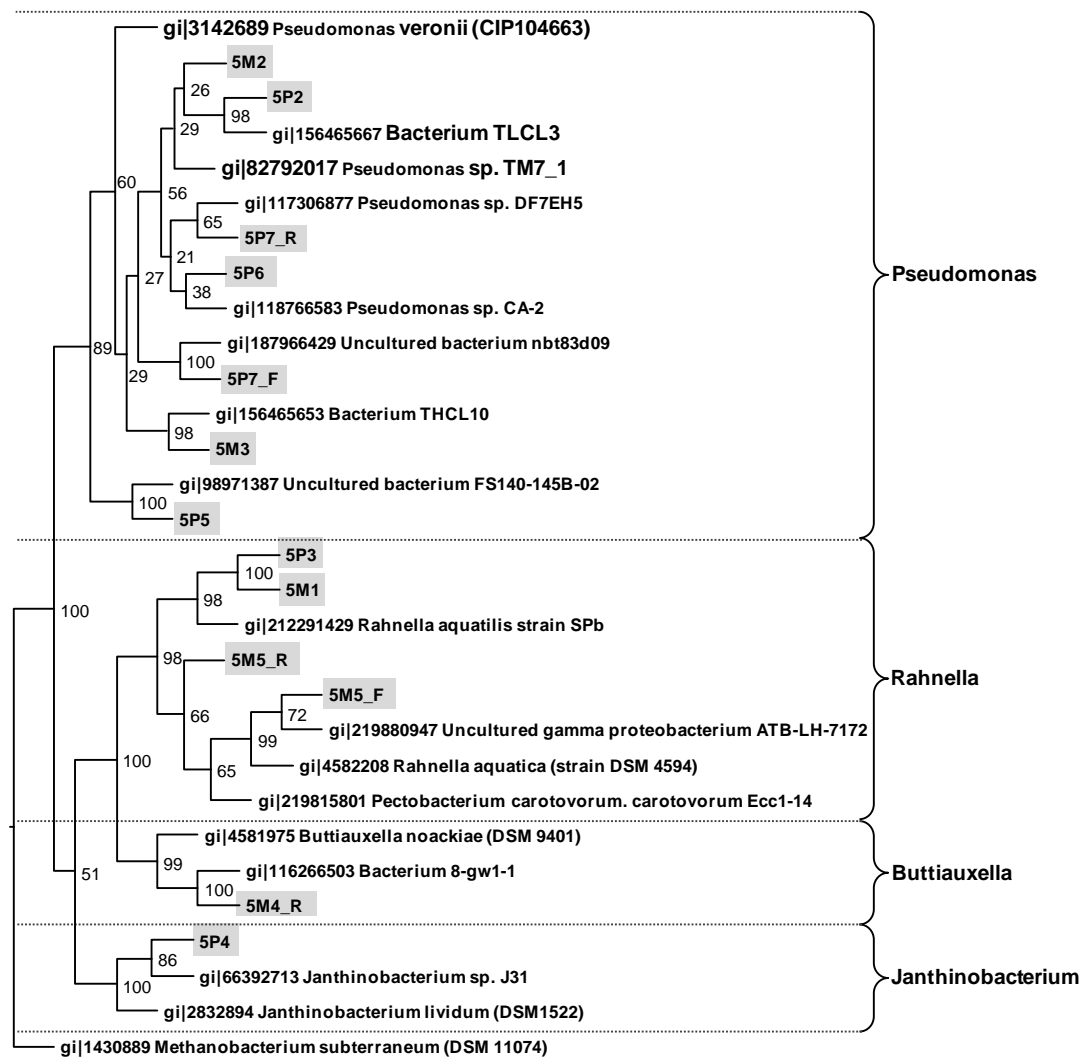 gi|3142689 Pseudomonas veronii (CIP104663)
5M2
26
5P2
98
gi|156465667 Bacterium TLCL3
29
gi|82792017 Pseudomonas sp. TM7_1
60
56
gi|117306877 Pseudomonas sp. DF7EH5
65
5P7_R
21
5P6
27
Pseudomonas
38
gi|118766583 Pseudomonas sp. CA-2
gi|187966429 Uncultured bacterium nbt83d09
89
100
29
5P7_F
gi|156465653 Bacterium THCL10
98
5M3
gi|98971387 Uncultured bacterium FS140-145B-02
100
5P5
5P3
100
5M1
98
100
gi|212291429 Rahnella aquatilis strain SPb
98
5M5_R
Rahnella
5M5_F
66
72
gi|219880947 Uncultured gamma proteobacterium ATB-LH-7172
99
100
gi|4582208 Rahnella aquatica (strain DSM 4594)
65
gi|219815801 Pectobacterium carotovorum. carotovorum Ecc1-14
gi|4581975 Buttiauxella noackiae (DSM 9401)
99
51
gi|116266503 Bacterium 8-gw1-1
Buttiauxella
100
5M4_R
5P4
86
gi|66392713 Janthinobacterium sp. J31
Janthinobacterium
100
gi|2832894 Janthinobacterium lividum (DSM1522)
gi|1430889 Methanobacterium subterraneum (DSM 11074)